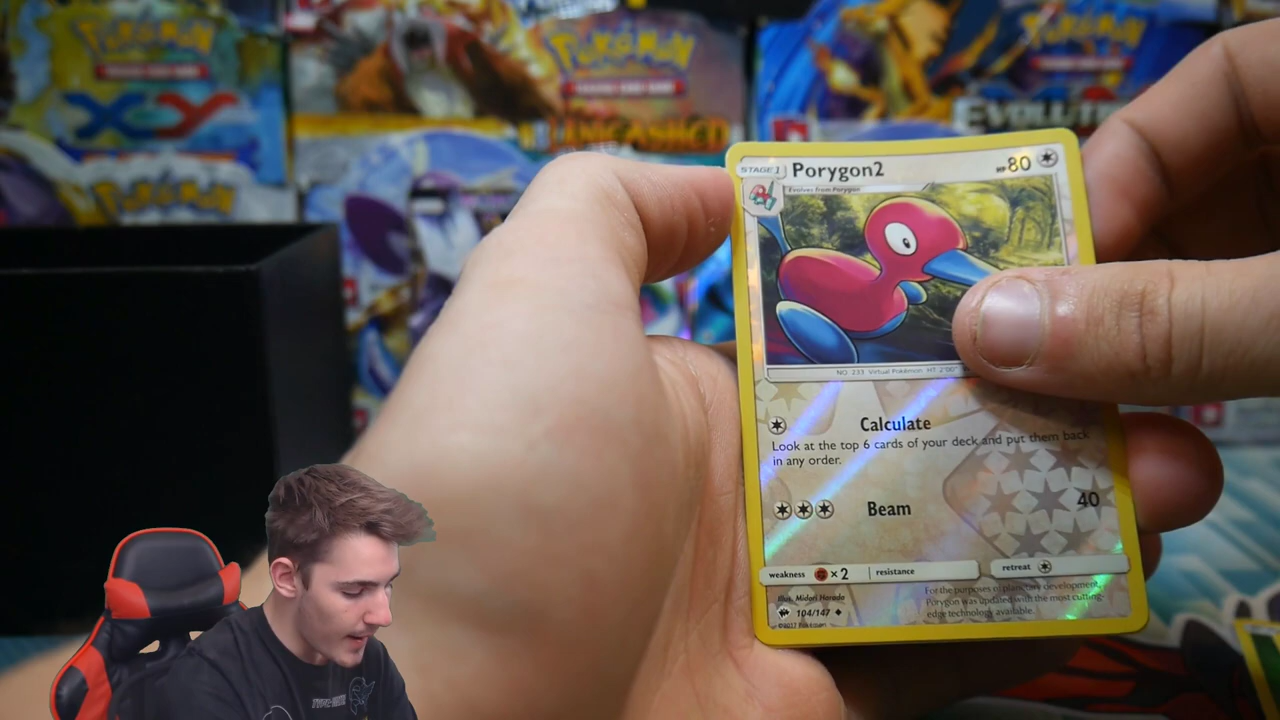 Pokémon
Pokémon
Pokémon
XY
UNLEASHED
EVOLUTI
Pokémon
STAGE 1
Porygon2
HP80
Evolves from Porygon
NO. 233 Virtual Pokémon HT 2'00"
Calculate
Look at the top 6 cards of your deck and put them back
in any order.
Beam
40
weakness ×2 resistance retreat
Illus. Midori Harada
104/147
©2017 Pokémon
For the purposes of planetary development,
Porygon was updated with the most cutting-
edge technology available.